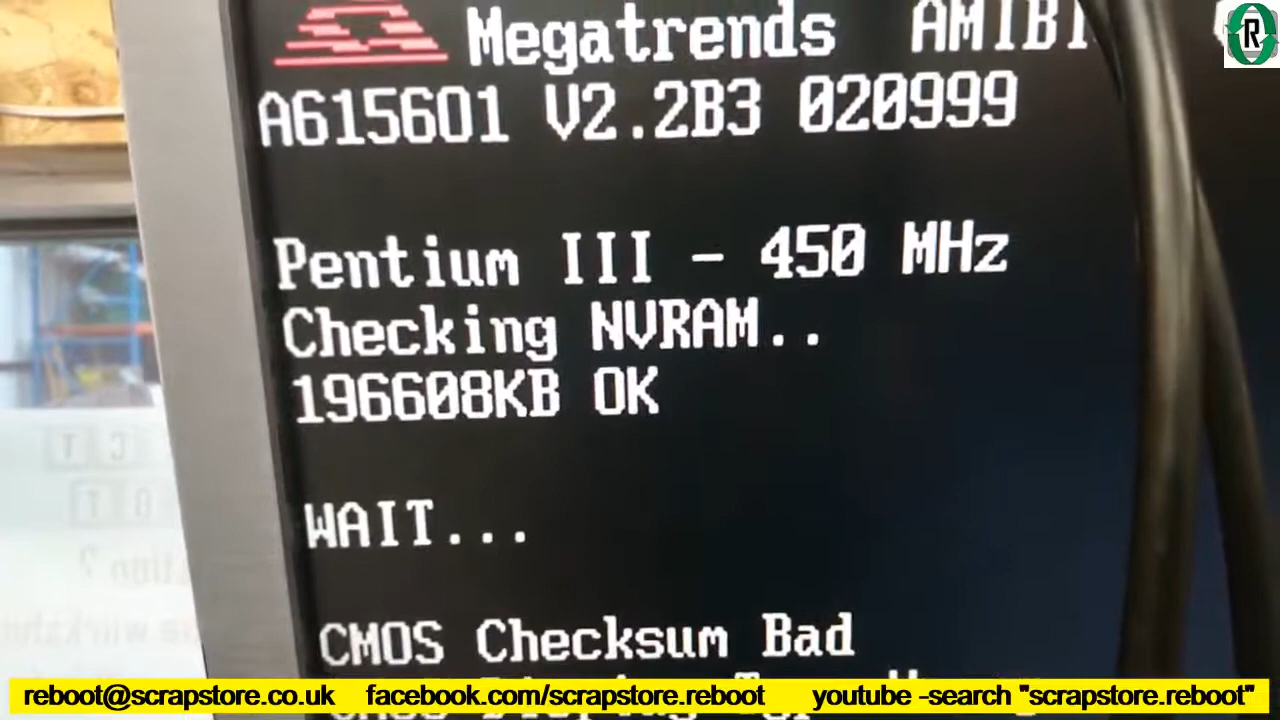 Megatrends AMIBI
A615601 V2.2B3 020999
Pentium III - 450 MHz
Checking NVRAM..
196608KB OK
WAIT...
CMOS Checksum Bad
R
reboot@scrapstore.co.uk facebook.com/scrapstore.reboot youtube -search "scrapstore.reboot"